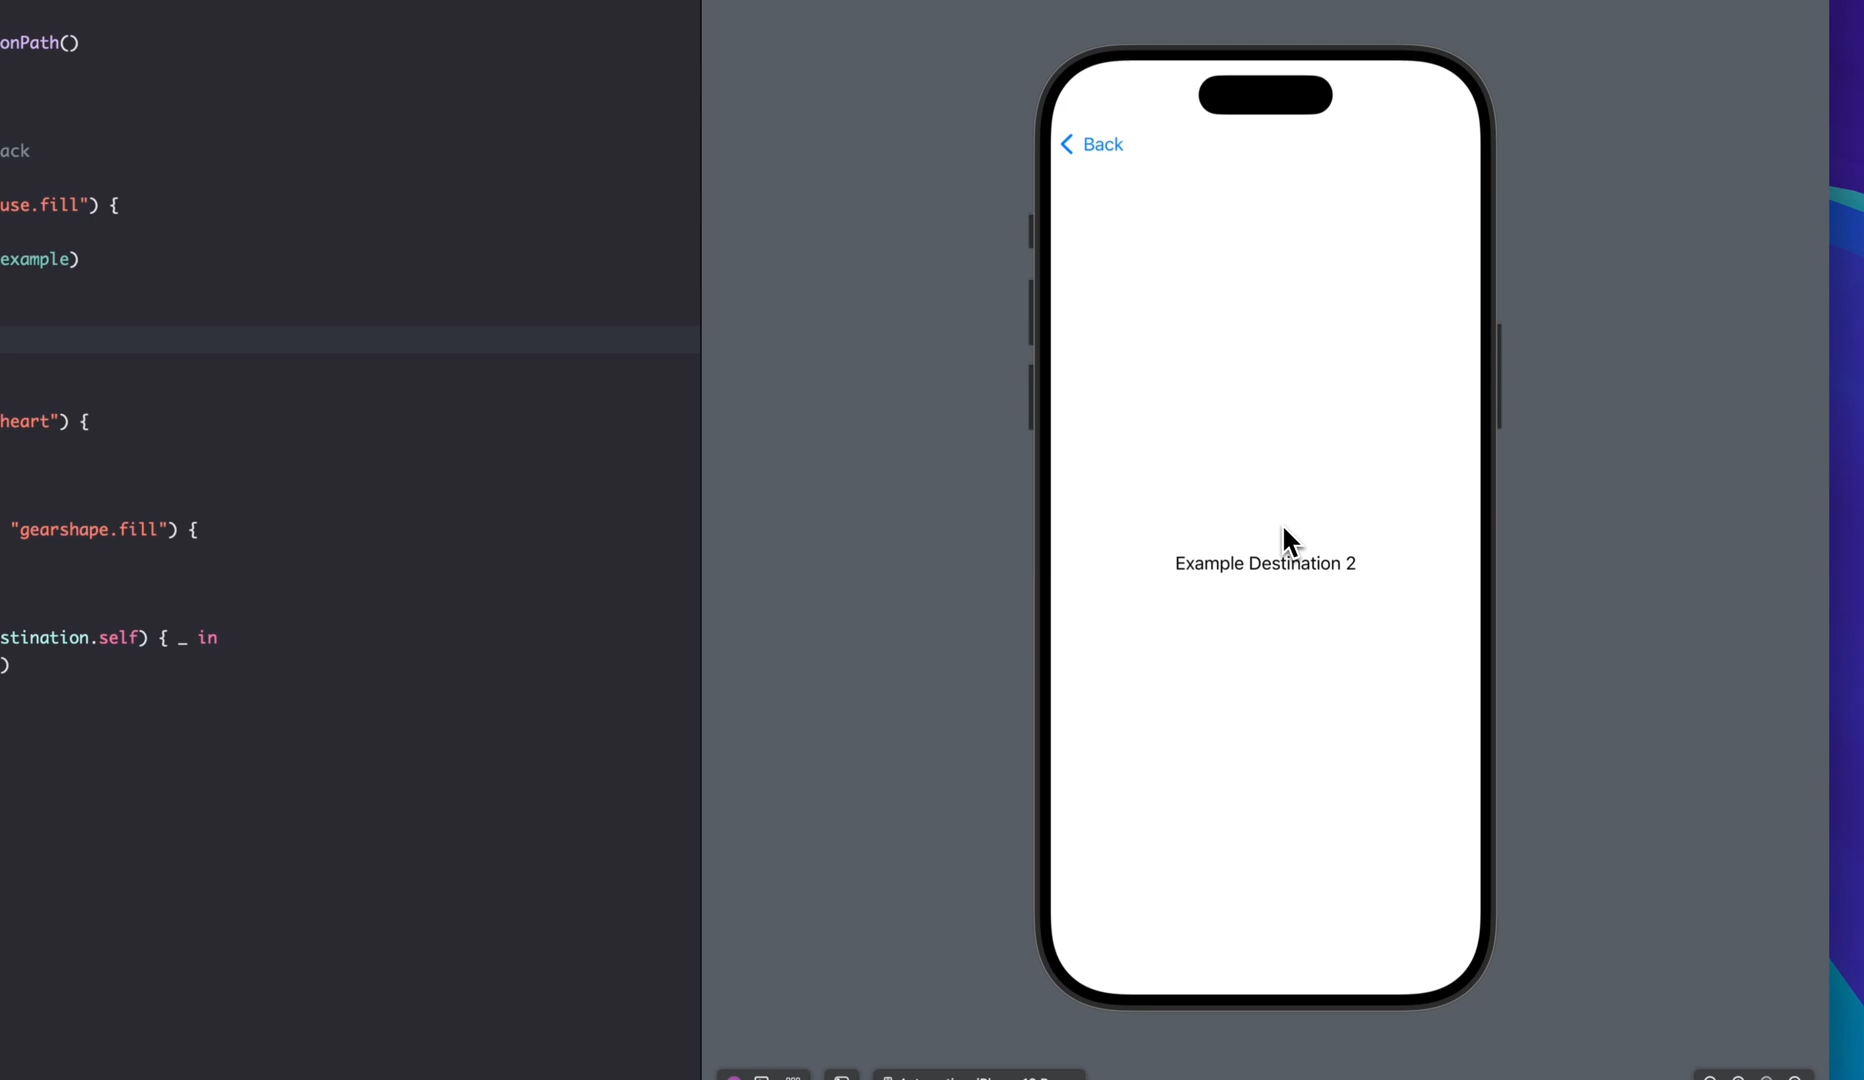 onPath()
ack
use.fill") {
example)
heart") {
"gearshape.fill") {
stination.self) { _ in
)
Back
Example Destination 2